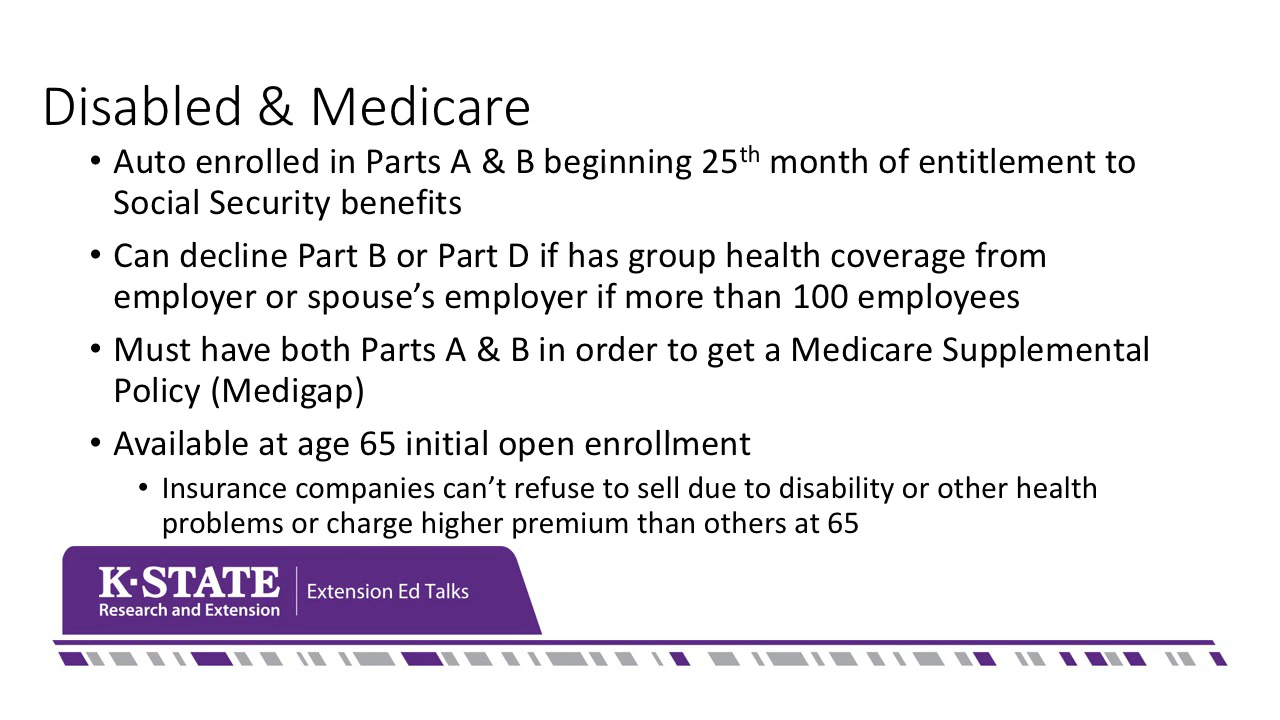 Disabled & Medicare
• Auto enrolled in Parts A & B beginning 25th month of entitlement to
Social Security benefits
• Can decline Part B or Part D if has group health coverage from
employer or spouse’s employer if more than 100 employees
• Must have both Parts A & B in order to get a Medicare Supplemental
Policy (Medigap)
• Available at age 65 initial open enrollment
• Insurance companies can’t refuse to sell due to disability or other health
problems or charge higher premium than others at 65
K·STATE
Research and Extension
Extension Ed Talks